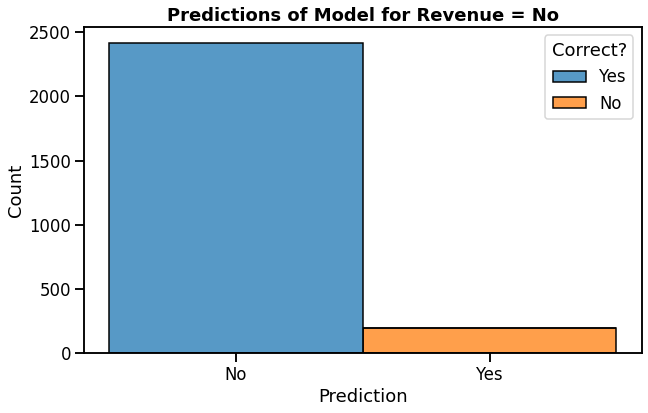 Predictions of Model for Revenue = No
2500
2000
1500
1000
500
0
Count
Correct?
Yes
No
No
Yes
Prediction